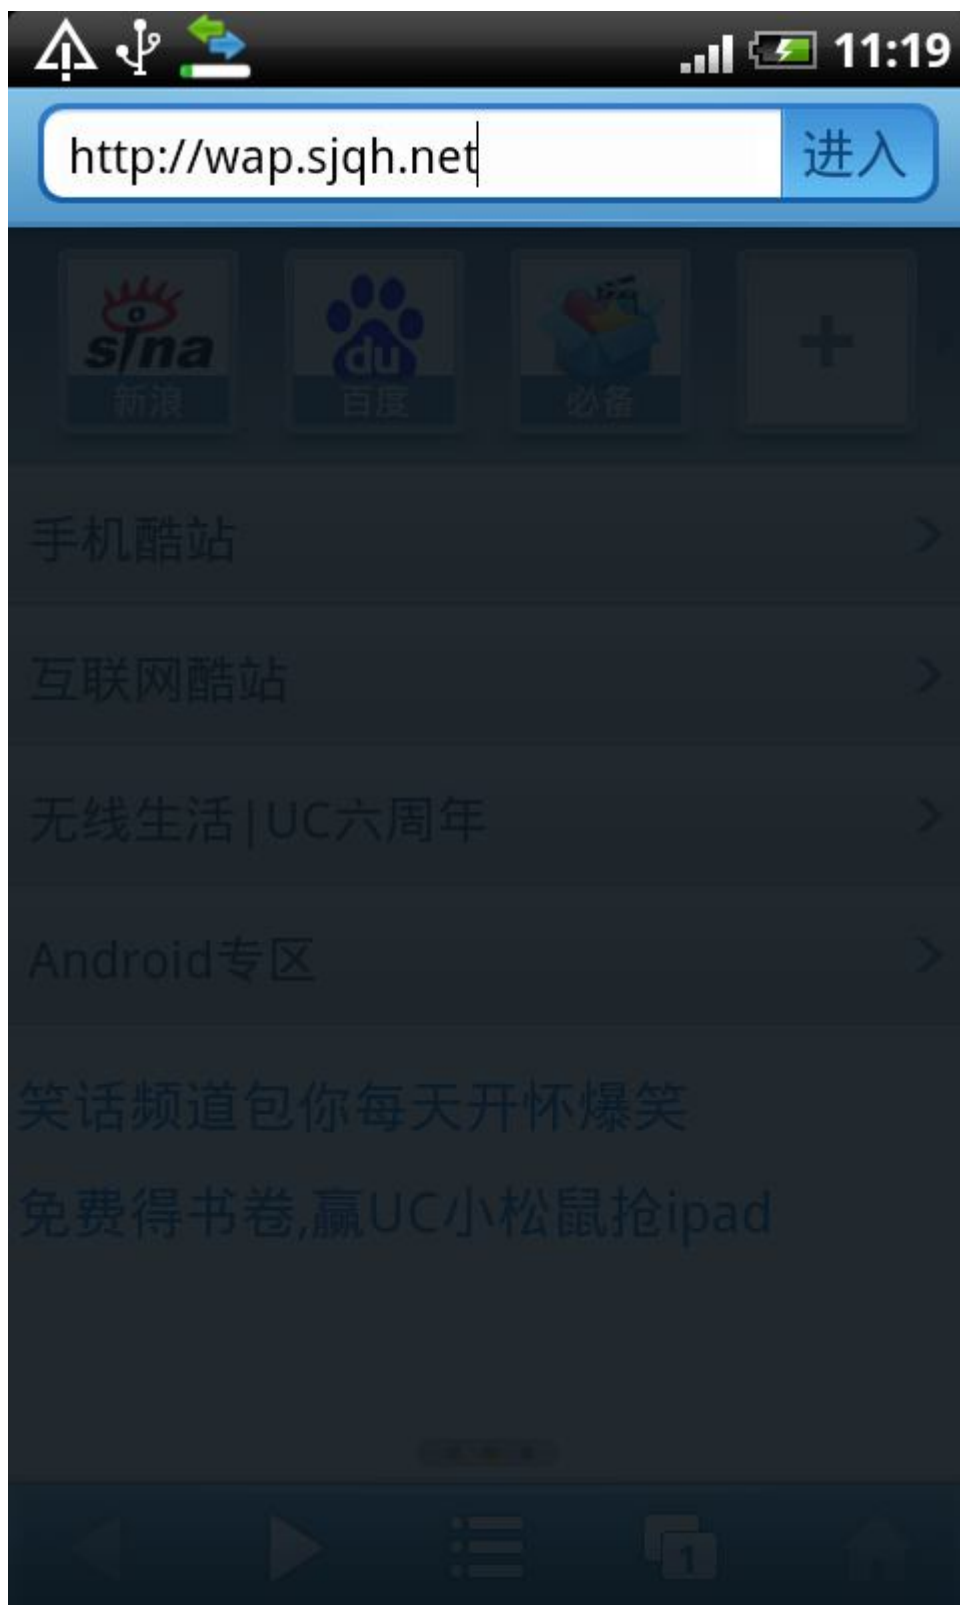 11:19
http://wap.sjqh.net 进入
sina du
新浪 百度 必备
手机酷站
互联网酷站
无线生活|UC六周年
Android专区
笑话频道包你每天开怀爆笑
免费得书卷,赢UC小松鼠抢ipad
1